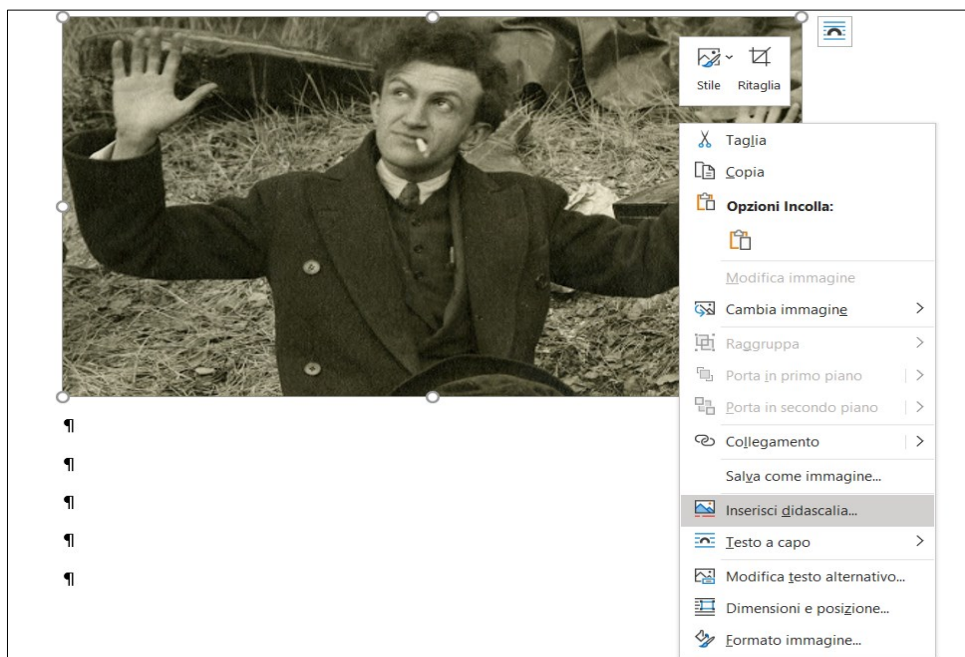 Stile
Ritaglia
Taglia
Copia
Opzioni Incolla:
Modifica immagine
Cambia immagine
Raggruppa
Porta in primo piano
Porta in secondo piano
Collegamento
Salva come immagine...
Inserisci didascalia...
Testo a capo
Modifica testo alternativo...
Dimensioni e posizione...
Formato immagine...
¶
¶
¶
¶
¶